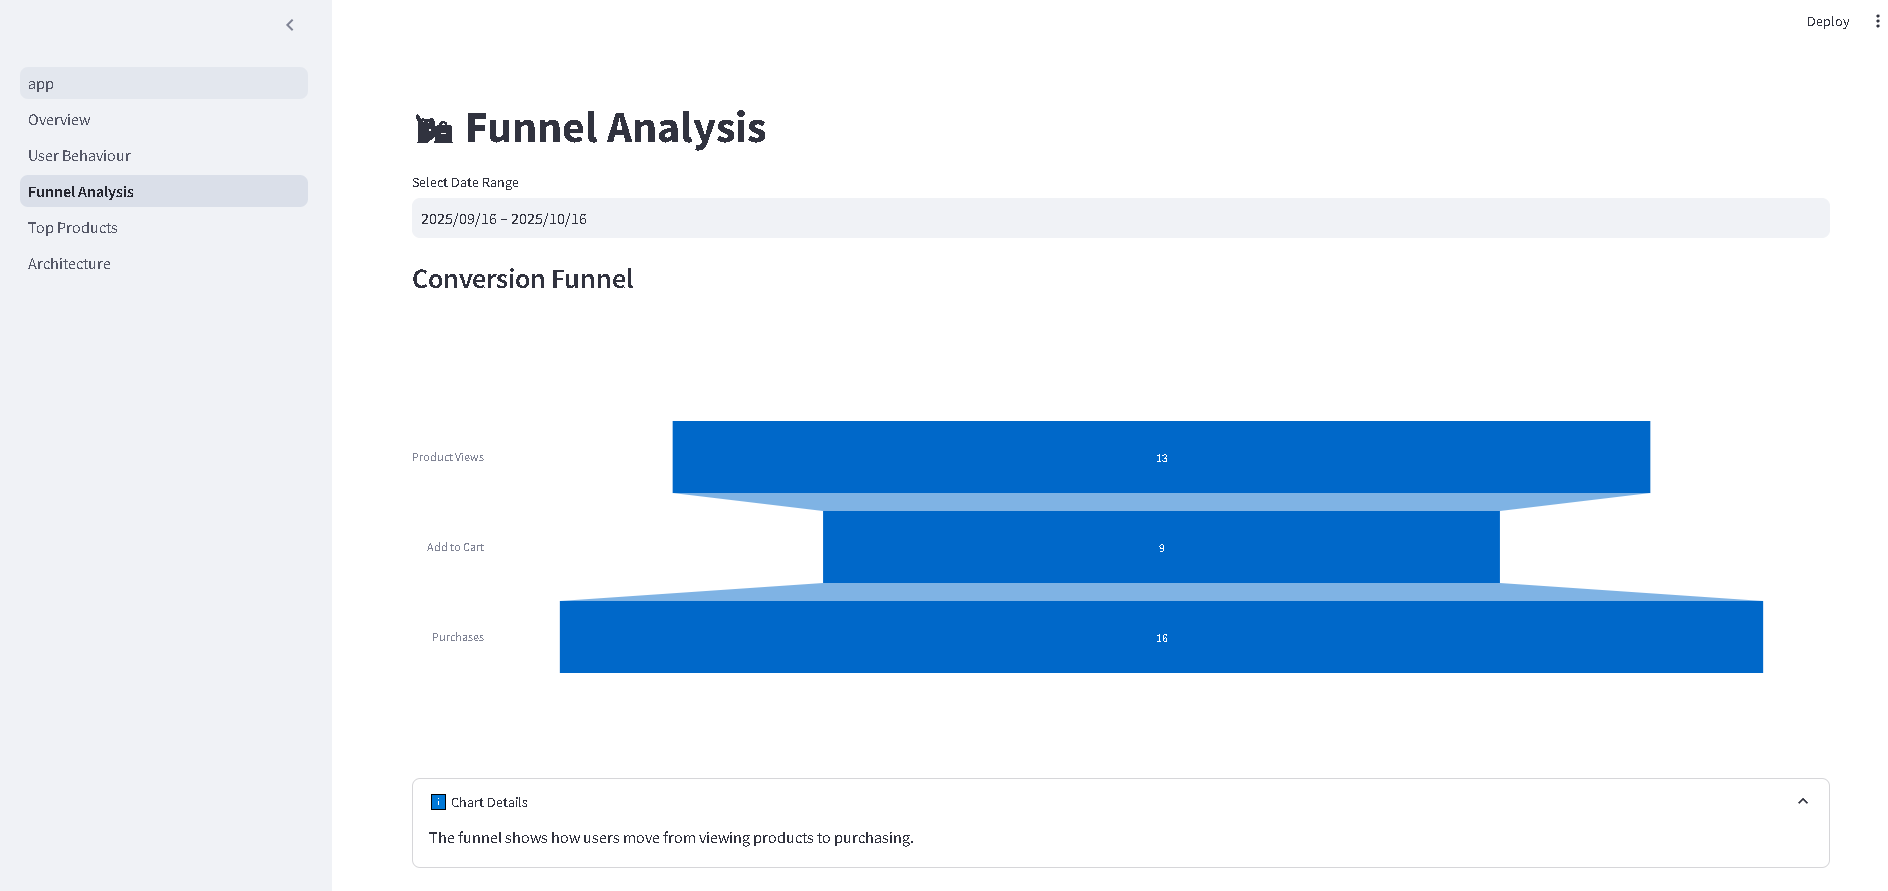 Deploy
app
Overview
User Behaviour
Funnel Analysis
Top Products
Architecture
Funnel Analysis
Select Date Range
2025/09/16 – 2025/10/16
Conversion Funnel
Product Views
13
Add to Cart
9
Purchases
16
i Chart Details
The funnel shows how users move from viewing products to purchasing.